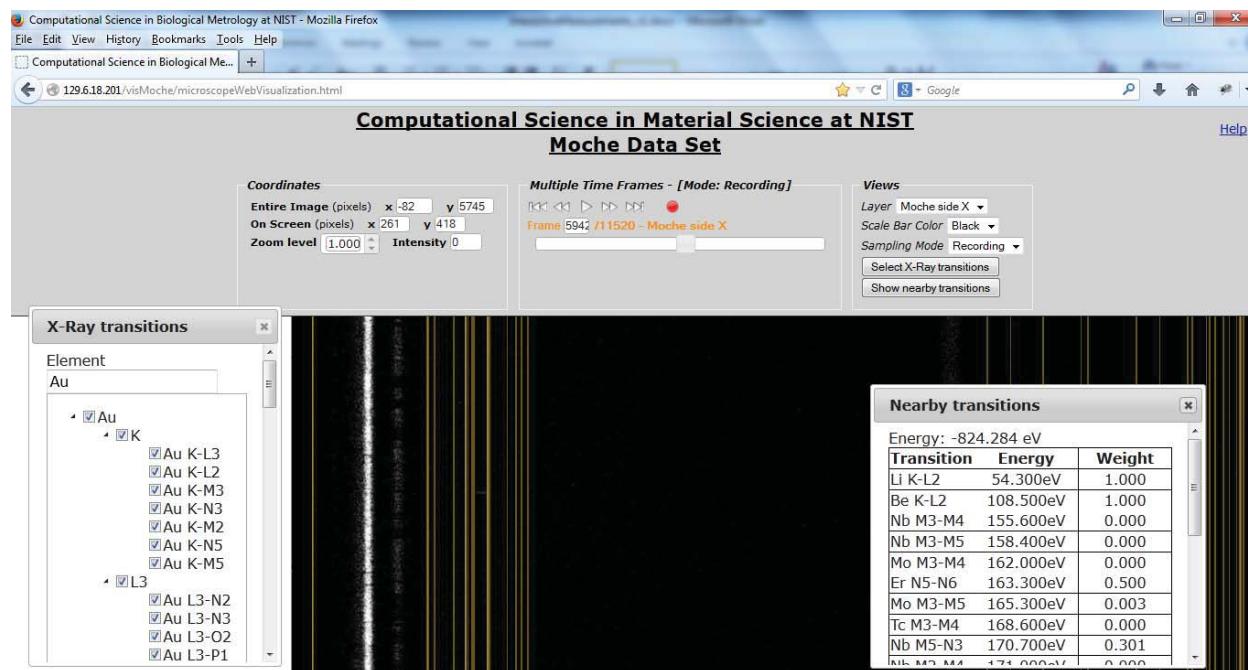 Computational Science in Biological Metrology at NIST - Mozilla Firefox
File Edit View History Bookmarks Tools Help
Computational Science in Biological Me... +
129.6.18.201/visMoche/microscopeWebVisualization.html
Google
Computational Science in Material Science at NIST
Moche Data Set
Help
Coordinates
Entire Image (pixels) x -82 y 5745
On Screen (pixels) x 261 y 418
Zoom level 1.000 Intensity 0
Multiple Time Frames - [Mode: Recording]
Frame 5942 /11520 - Moche side X
Views
Layer Moche side X
Scale Bar Color Black
Sampling Mode Recording
Select X-Ray transitions
Show nearby transitions
X-Ray transitions
Element
Au
Au
K
Au K-L3
Au K-L2
Au K-M3
Au K-N3
Au K-M2
Au K-N5
Au K-M5
L3
Au L3-N2
Au L3-N3
Au L3-O2
Au L3-P1
Nearby transitions
Energy: -824.284 eV
Transition Energy Weight
Li K-L2 54.300eV 1.000
Be K-L2 108.500eV 1.000
Nb M3-M4 155.600eV 0.000
Nb M3-M5 158.400eV 0.000
Mo M3-M4 162.000eV 0.000
Er N5-N6 163.300eV 0.500
Mo M3-M5 165.300eV 0.003
Tc M3-M4 168.600eV 0.000
Nb M5-N3 170.700eV 0.301